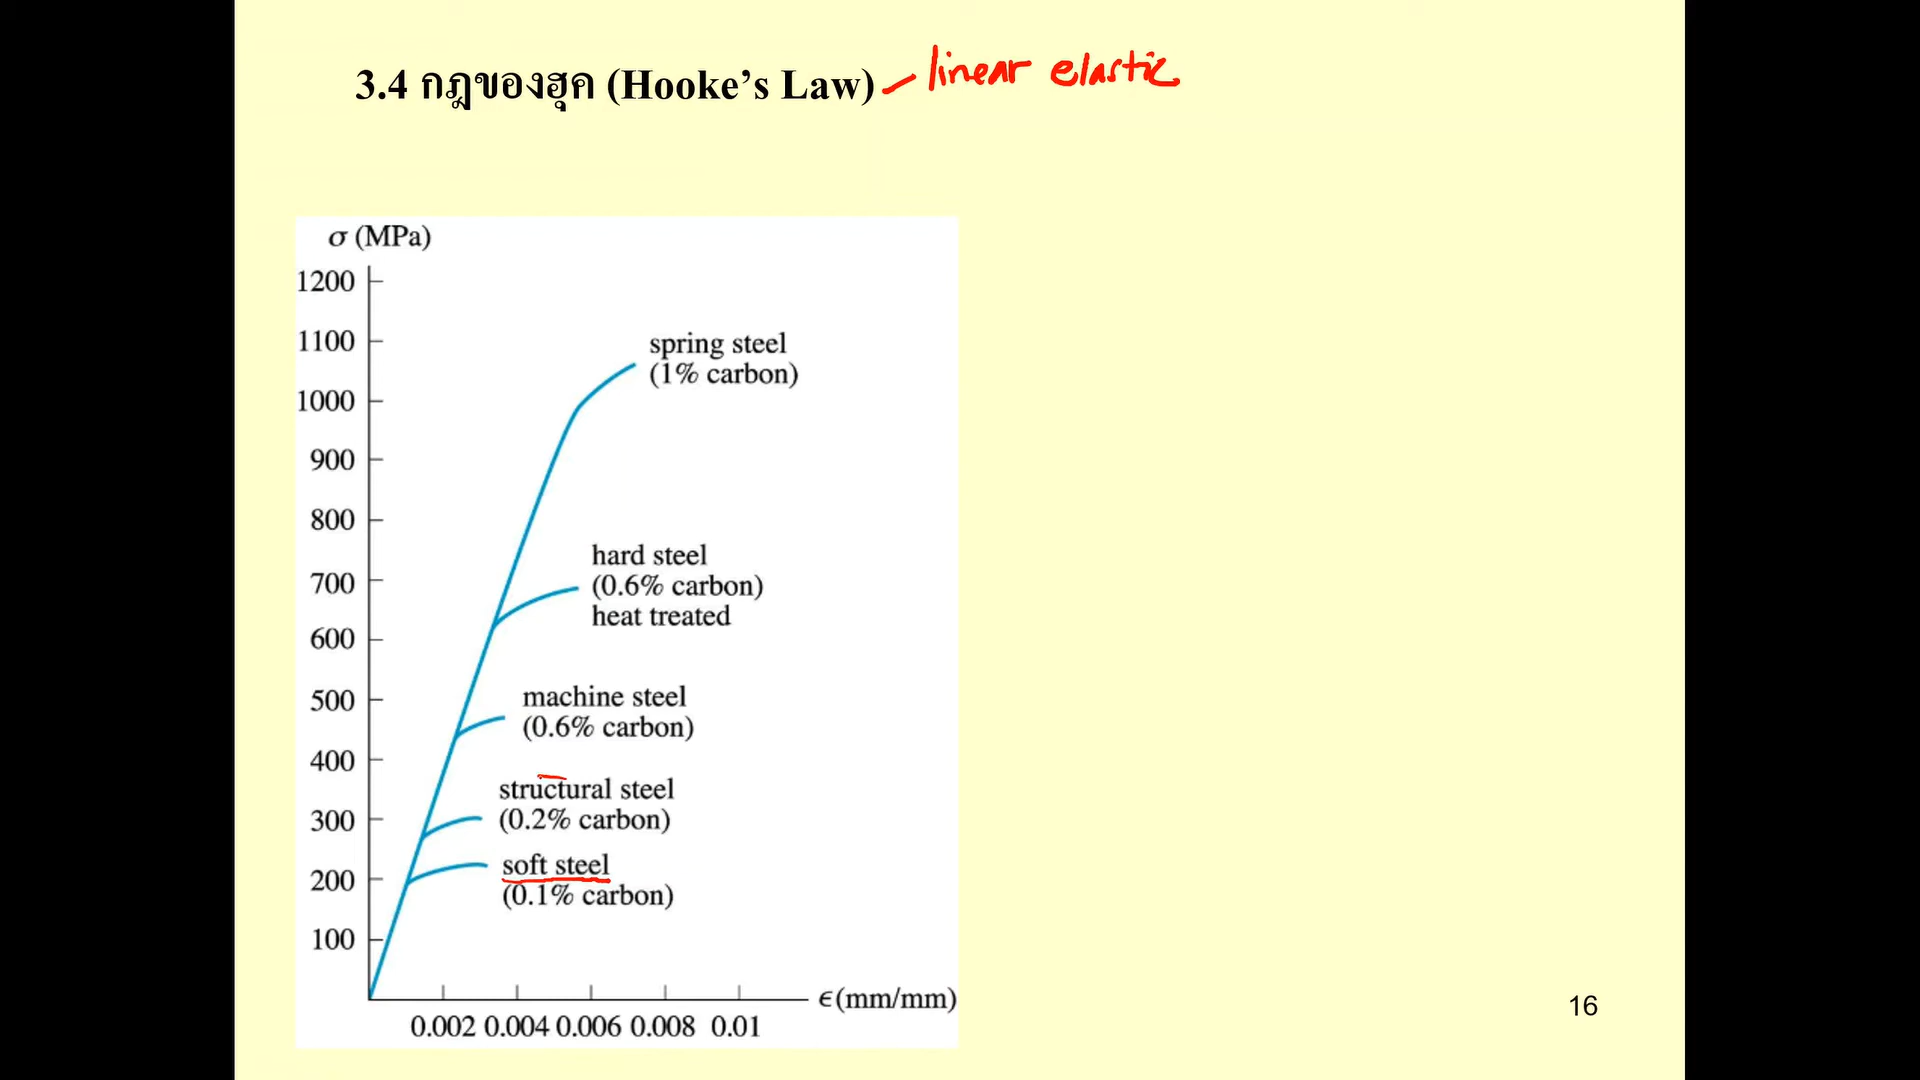 3.4 กฎของฮุค (Hooke’s Law) linear elastic
σ (MPa)
1200
1100
1000
900
800
700
600
500
400
300
200
100
spring steel
(1% carbon)
hard steel
(0.6% carbon)
heat treated
machine steel
(0.6% carbon)
structural steel
(0.2% carbon)
soft steel
(0.1% carbon)
0.002 0.004 0.006 0.008 0.01
ϵ(mm/mm)
16